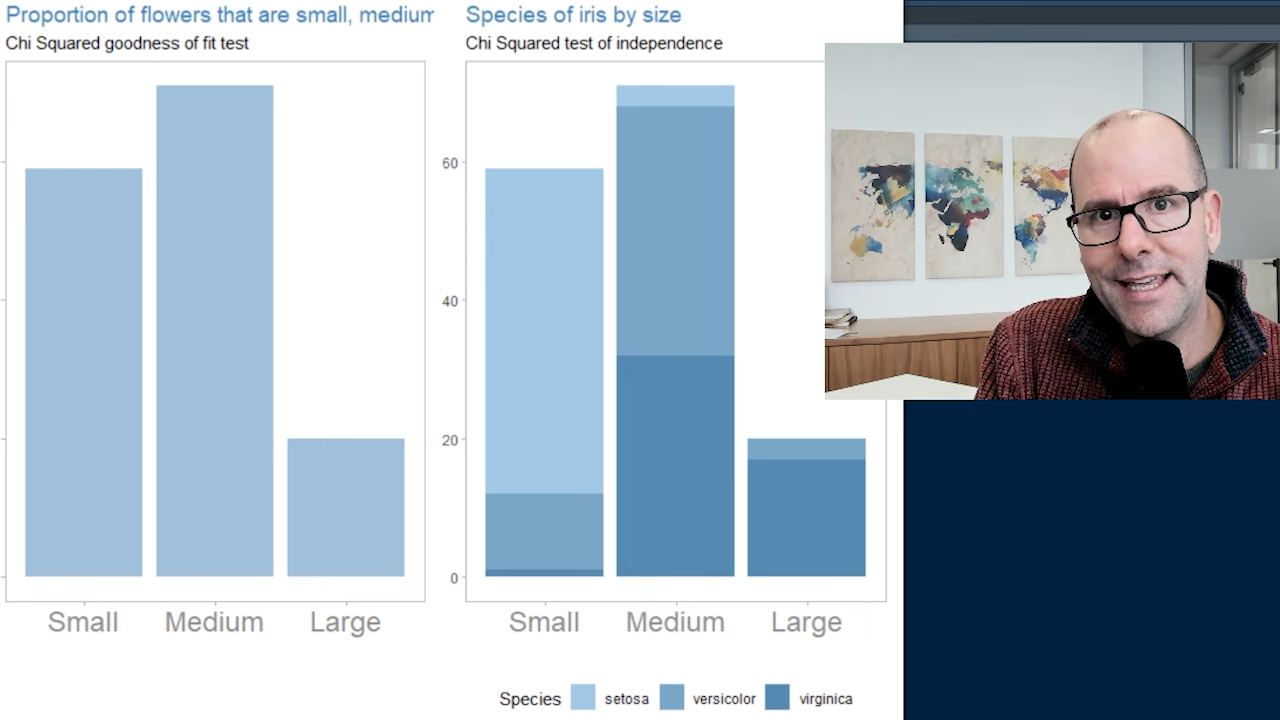 Proportion of flowers that are small, medium
Chi Squared goodness of fit test
Small
Medium
Large
Species of iris by size
Chi Squared test of independence
60
40
20
0
Small
Medium
Large
Species
setosa
versicolor
virginica